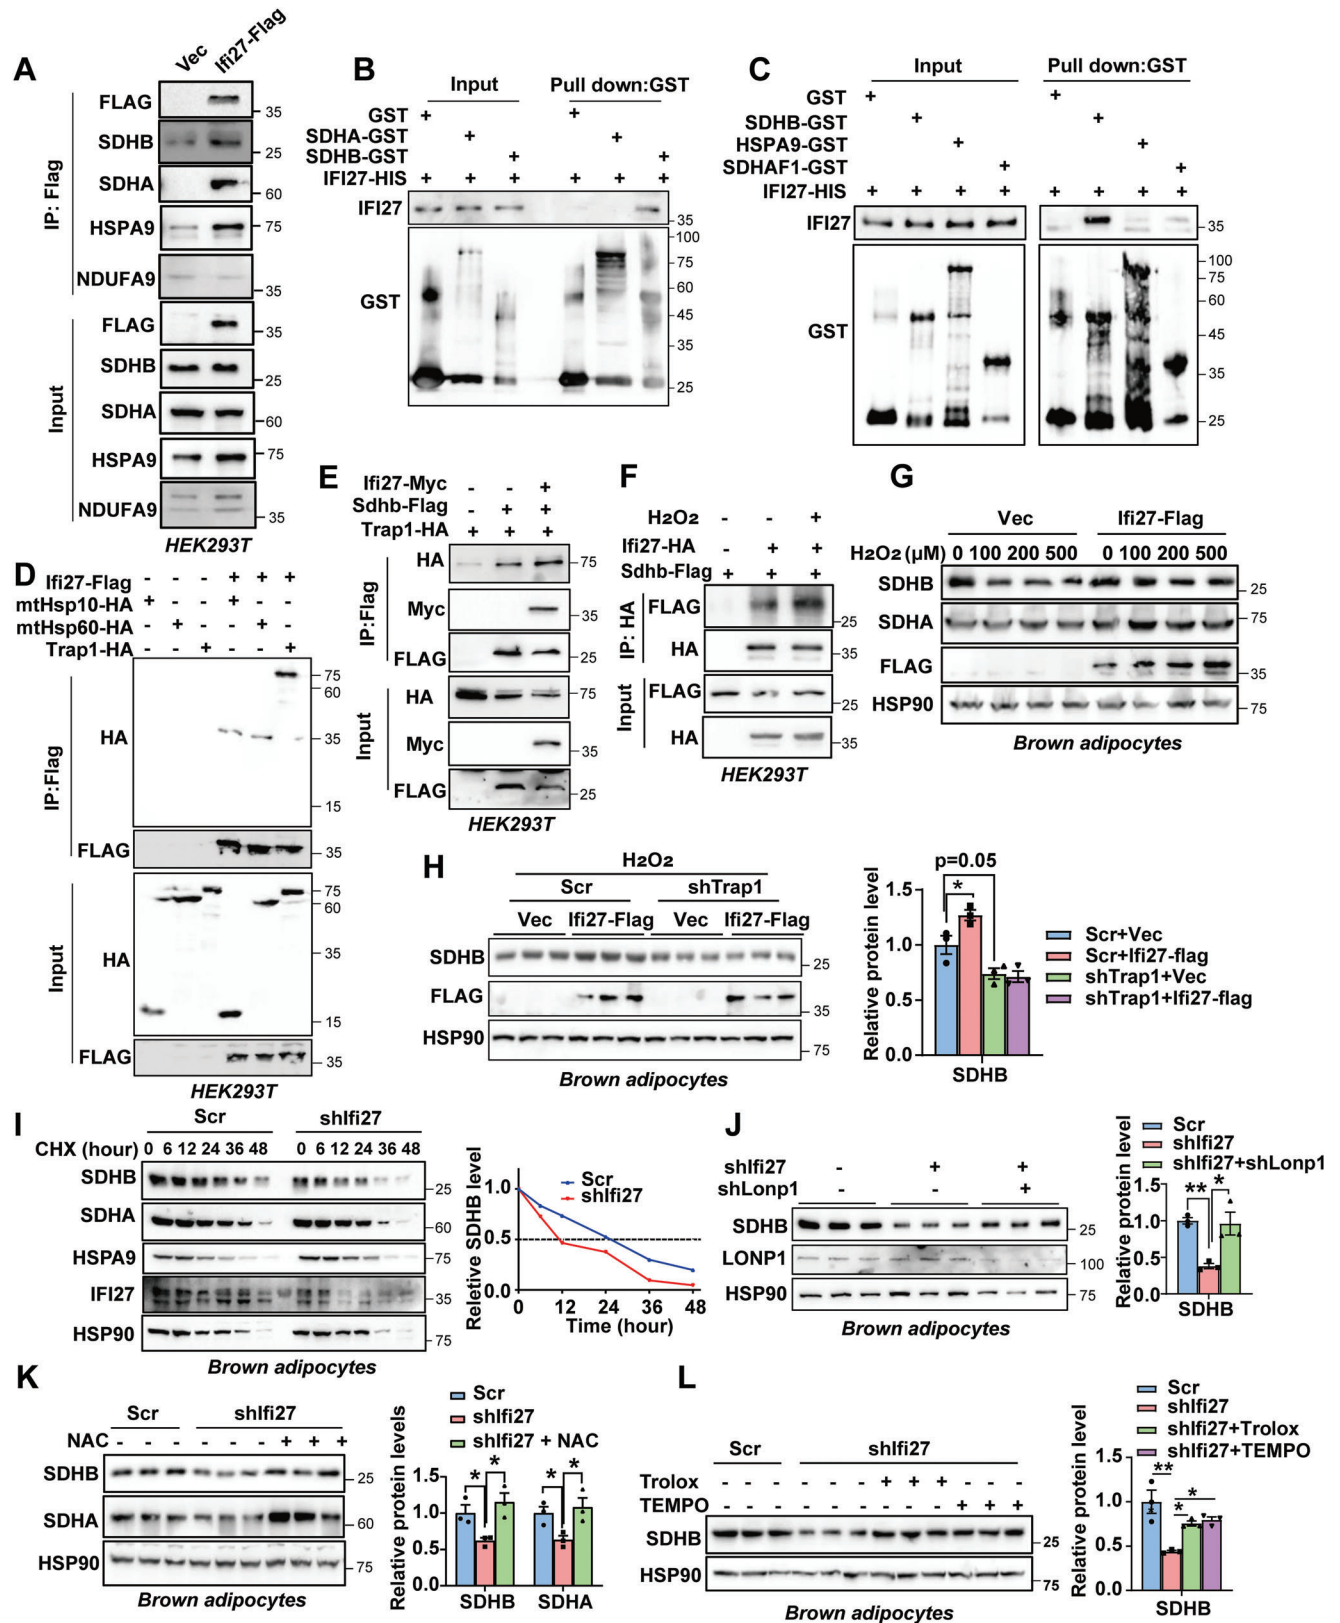 A
Vec Ifi27-Flag
IP: Flag
FLAG 35
SDHB 25
SDHA 60
HSPA9 75
NDUFA9 35
Input
FLAG 35
SDHB 25
SDHA 60
HSPA9 75
NDUFA9 35
HEK293T
B
Input Pull down:GST
GST + +
SDHA-GST + +
SDHB-GST + +
IFI27-HIS + + + + + +
IFI27 35
GST 100
75
60
45
35
25
C
Input Pull down:GST
GST + +
SDHB-GST + +
HSPA9-GST + +
SDHAF1-GST + +
IFI27-HIS + + + + + + + +
IFI27 35
GST 100
75
60
45
35
25
D
Ifi27-Flag - - - + + +
mtHsp10-HA + - - + - -
mtHsp60-HA - + - - + -
Trap1-HA - - + - - +
IP:Flag
HA 75
60
35
15
FLAG 35
Input
HA 75
60
35
15
FLAG 35
HEK293T
E
Ifi27-Myc - - +
Sdhb-Flag - + +
Trap1-HA + + +
IP:Flag
HA 75
Myc 35
FLAG 25
Input
HA 75
Myc 35
FLAG 25
HEK293T
F
H2O2 - - +
Ifi27-HA - + +
Sdhb-Flag + + +
IP: HA
FLAG 25
HA 35
Input
FLAG 25
HA 35
HEK293T
G
Vec Ifi27-Flag
H2O2 (µM) 0 100 200 500 0 100 200 500
SDHB 25
SDHA 75
FLAG 35
HSP90 75
Brown adipocytes
H
H2O2
Scr shTrap1
Vec Ifi27-Flag Vec Ifi27-Flag
SDHB 25
FLAG 35
HSP90 75
Brown adipocytes
p=0.05
*
Relative protein level
1.5
1.0
0.5
0.0
SDHB
Scr+Vec
Scr+Ifi27-flag
shTrap1+Vec
shTrap1+Ifi27-flag
I
Scr shIfi27
CHX (hour) 0 6 12 24 36 48 0 6 12 24 36 48
SDHB 25
SDHA 60
HSPA9 75
IFI27 35
HSP90 75
Brown adipocytes
Reletive SDHB level
1.0
0.5
0.0
Scr
shIfi27
0 12 24 36 48
Time (hour)
J
shIfi27 - + +
shLonp1 - - +
SDHB 25
LONP1 100
HSP90 75
Brown adipocytes
Scr
shIfi27
shIfi27+shLonp1
Relative protein level
1.5
1.0
0.5
0.0
** *
SDHB
K
Scr shIfi27
NAC - - - - - - + + +
SDHB 25
SDHA 60
HSP90 75
Brown adipocytes
Scr
shIfi27
shIfi27 + NAC
Relative protein levels
1.5
1.0
0.5
0.0
* * * *
SDHB SDHA
L
Scr shIfi27
Trolox - - - - - - + + + - - -
TEMPO - - - - - - - - - + + +
SDHB 25
HSP90 75
Brown adipocytes
Scr
shIfi27
shIfi27+Trolox
shIfi27+TEMPO
Relative protein level
1.5
1.0
0.5
0.0
** * *
SDHB